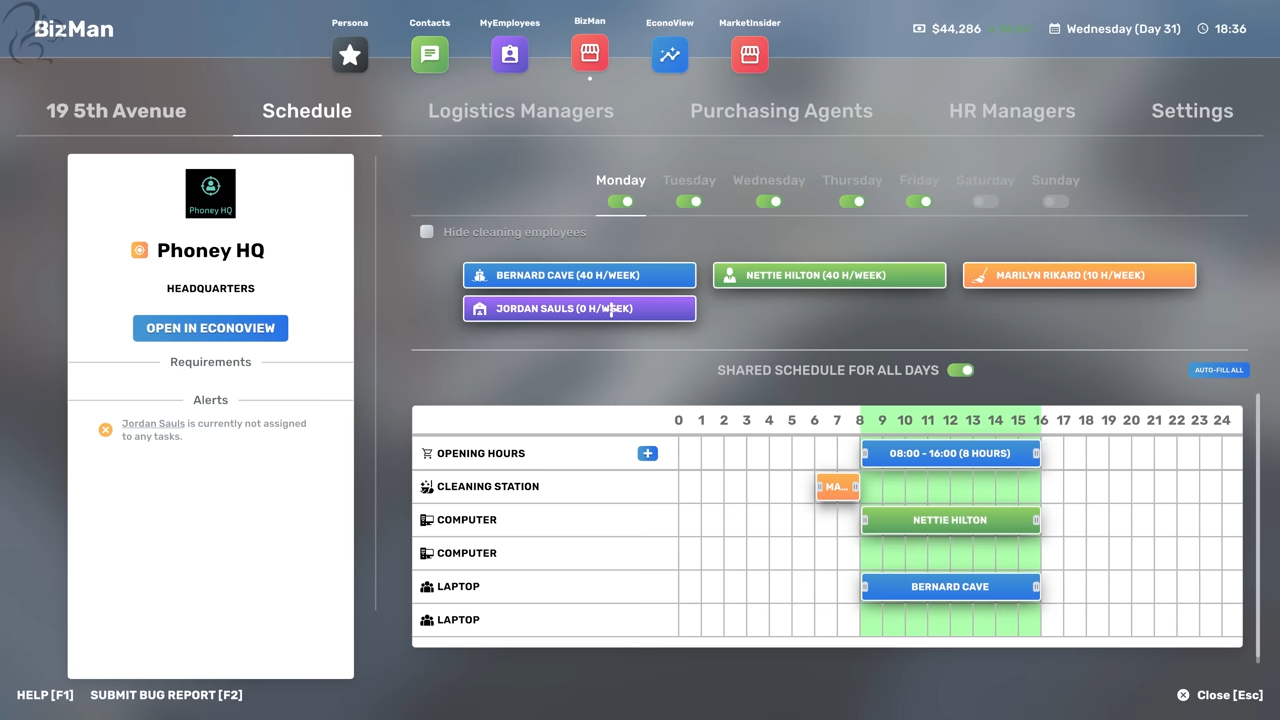 BizMan
Persona
Contacts
MyEmployees
BizMan
EconoView
MarketInsider
$44,286
Wednesday (Day 31)
18:36
19 5th Avenue
Schedule
Logistics Managers
Purchasing Agents
HR Managers
Settings
Phoney HQ
Phoney HQ
HEADQUARTERS
OPEN IN ECONOVIEW
Requirements
Alerts
Jordan Sauls is currently not assigned
to any tasks.
Monday Tuesday Wednesday Thursday Friday Saturday Sunday
Hide cleaning employees
BERNARD CAVE (40 H/WEEK)
NETTIE HILTON (40 H/WEEK)
MARILYN RIKARD (10 H/WEEK)
JORDAN SAULS (0 H/WEEK)
SHARED SCHEDULE FOR ALL DAYS
AUTO-FILL ALL
0 1 2 3 4 5 6 7 8 9 10 11 12 13 14 15 16 17 18 19 20 21 22 23 24
OPENING HOURS
08:00 - 16:00 (8 HOURS)
CLEANING STATION
MA...
COMPUTER
NETTIE HILTON
COMPUTER
LAPTOP
BERNARD CAVE
LAPTOP
HELP [F1]
SUBMIT BUG REPORT [F2]
Close [Esc]